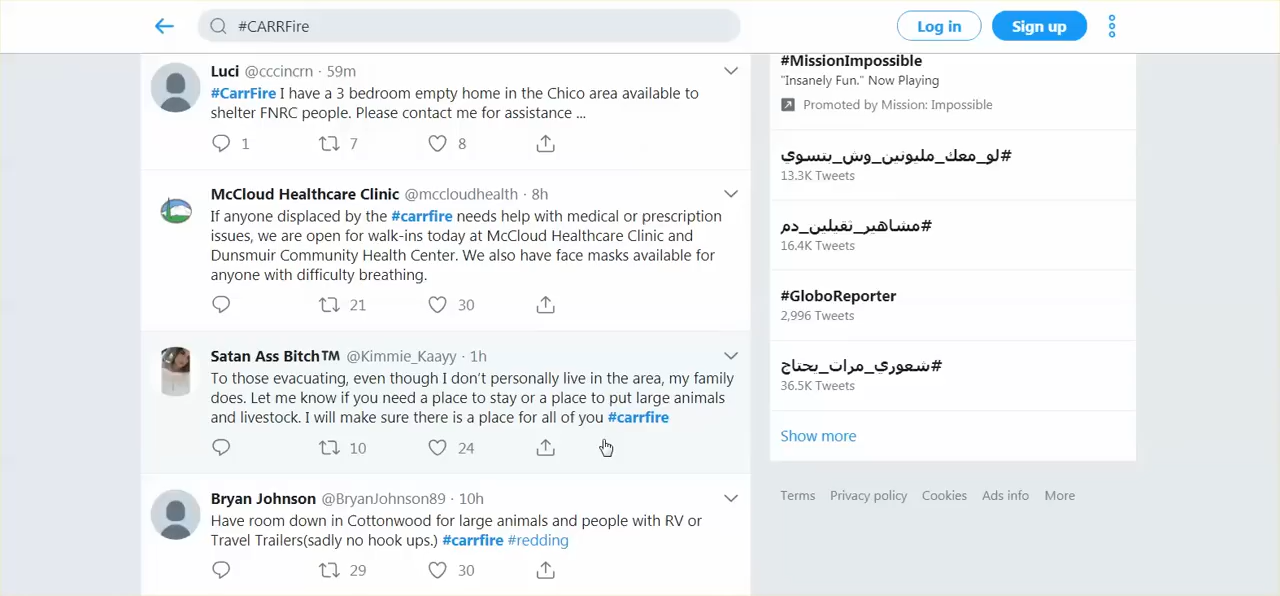 #CARRFire
Log in
Sign up
Luci @cccincrn · 59m
#CarrFire I have a 3 bedroom empty home in the Chico area available to
shelter FNRC people. Please contact me for assistance ...
1 7 8
McCloud Healthcare Clinic @mccloudhealth · 8h
If anyone displaced by the #carrfire needs help with medical or prescription
issues, we are open for walk-ins today at McCloud Healthcare Clinic and
Dunsmuir Community Health Center. We also have face masks available for
anyone with difficulty breathing.
21 30
Satan Ass Bitch™ @Kimmie_Kaayy · 1h
To those evacuating, even though I don't personally live in the area, my family
does. Let me know if you need a place to stay or a place to put large animals
and livestock. I will make sure there is a place for all of you #carrfire
10 24
Bryan Johnson @BryanJohnson89 · 10h
Have room down in Cottonwood for large animals and people with RV or
Travel Trailers(sadly no hook ups.) #carrfire #redding
29 30
#MissionImpossible
"Insanely Fun." Now Playing
Promoted by Mission: Impossible
#لو_معك_مليونين_وش_بتسوي
13.3K Tweets
#مشاهير_ثقيلين_دم
16.4K Tweets
#GloboReporter
2,996 Tweets
#شعوري_مرات_يحتاج
36.5K Tweets
Show more
Terms Privacy policy Cookies Ads info More